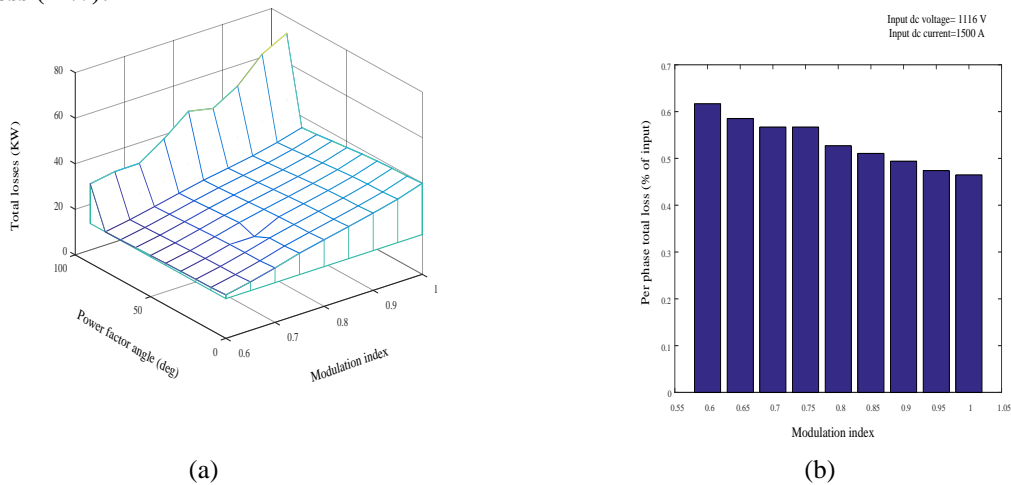 80
60
40
20
0
100
50
0
0.6
0.7
0.8
0.9
1
Total losses (KW)
Power factor angle (deg)
Modulation index
(a)
Input dc voltage= 1116 V
Input dc current=1500 A
0.7
0.6
0.5
0.4
0.3
0.2
0.1
0
0.55 0.6 0.65 0.7 0.75 0.8 0.85 0.9 0.95 1 1.05
Per phase total loss (% of input)
Modulation index
(b)